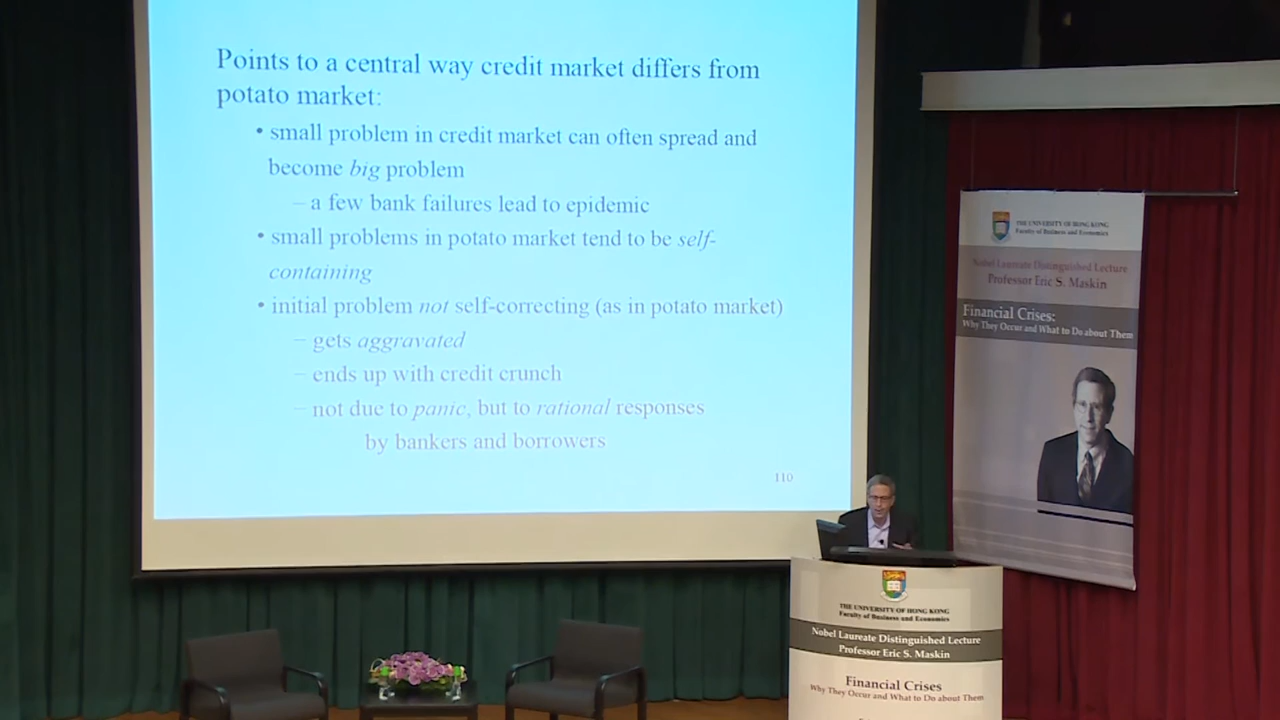 Points to a central way credit market differs from
potato market:
• small problem in credit market can often spread and
become big problem
– a few bank failures lead to epidemic
• small problems in potato market tend to be self-
containing
• initial problem not self-correcting (as in potato market)
– gets aggravated
– ends up with credit crunch
– not due to panic, but to rational responses
by bankers and borrowers
110
THE UNIVERSITY OF HONG KONG
Faculty of Business and Economics
Nobel Laureate Distinguished Lecture
Professor Eric S. Maskin
Financial Crises:
Why They Occur and What to Do about Them
THE UNIVERSITY OF HONG KONG
Faculty of Business and Economics
Nobel Laureate Distinguished Lecture
Professor Eric S. Maskin
Financial Crises
Why They Occur and What to Do about Them